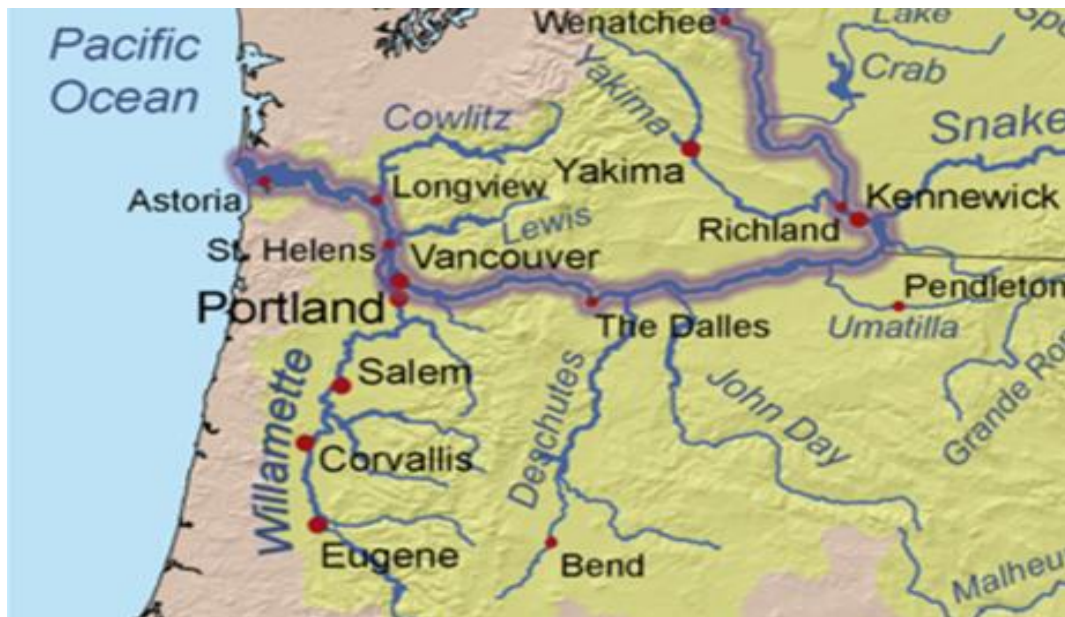 Pacific
Ocean
Wenatchee
Lake
Crab
Yakima
Snake
Cowlitz
Longview
Yakima
Kennewick
Richland
Astoria
Lewis
St. Helens
Vancouver
Portland
The Dalles
Pendleton
Umatilla
Salem
Willamette
Deschutes
John Day
Corvallis
Eugene
Bend